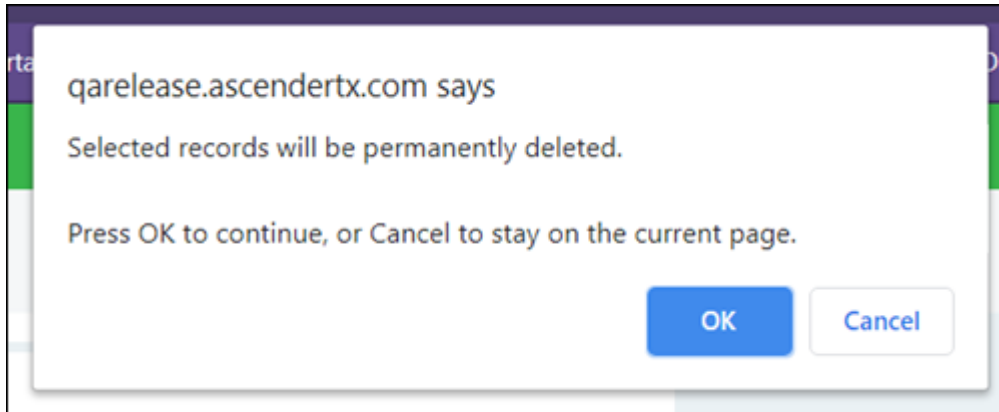 rta
qarelease.ascendertx.com says
Selected records will be permanently deleted.
Press OK to continue, or Cancel to stay on the current page.
OK
Cancel